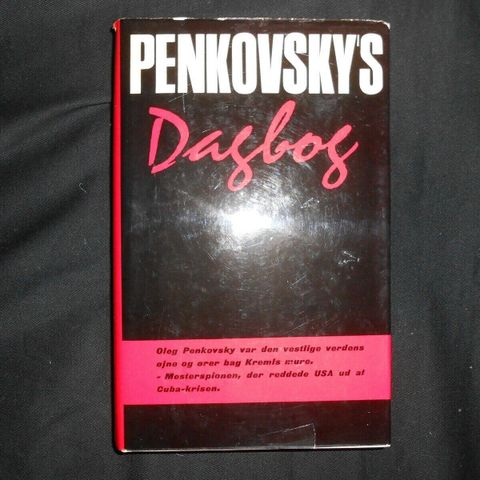 PENKOVSKY'S
Dagbog
Oleg Penkovsky var den vestlige verdens
øjne og ører bag Kremls mure.
- Mesterspionen, der reddede USA ud af
Cuba-krisen.